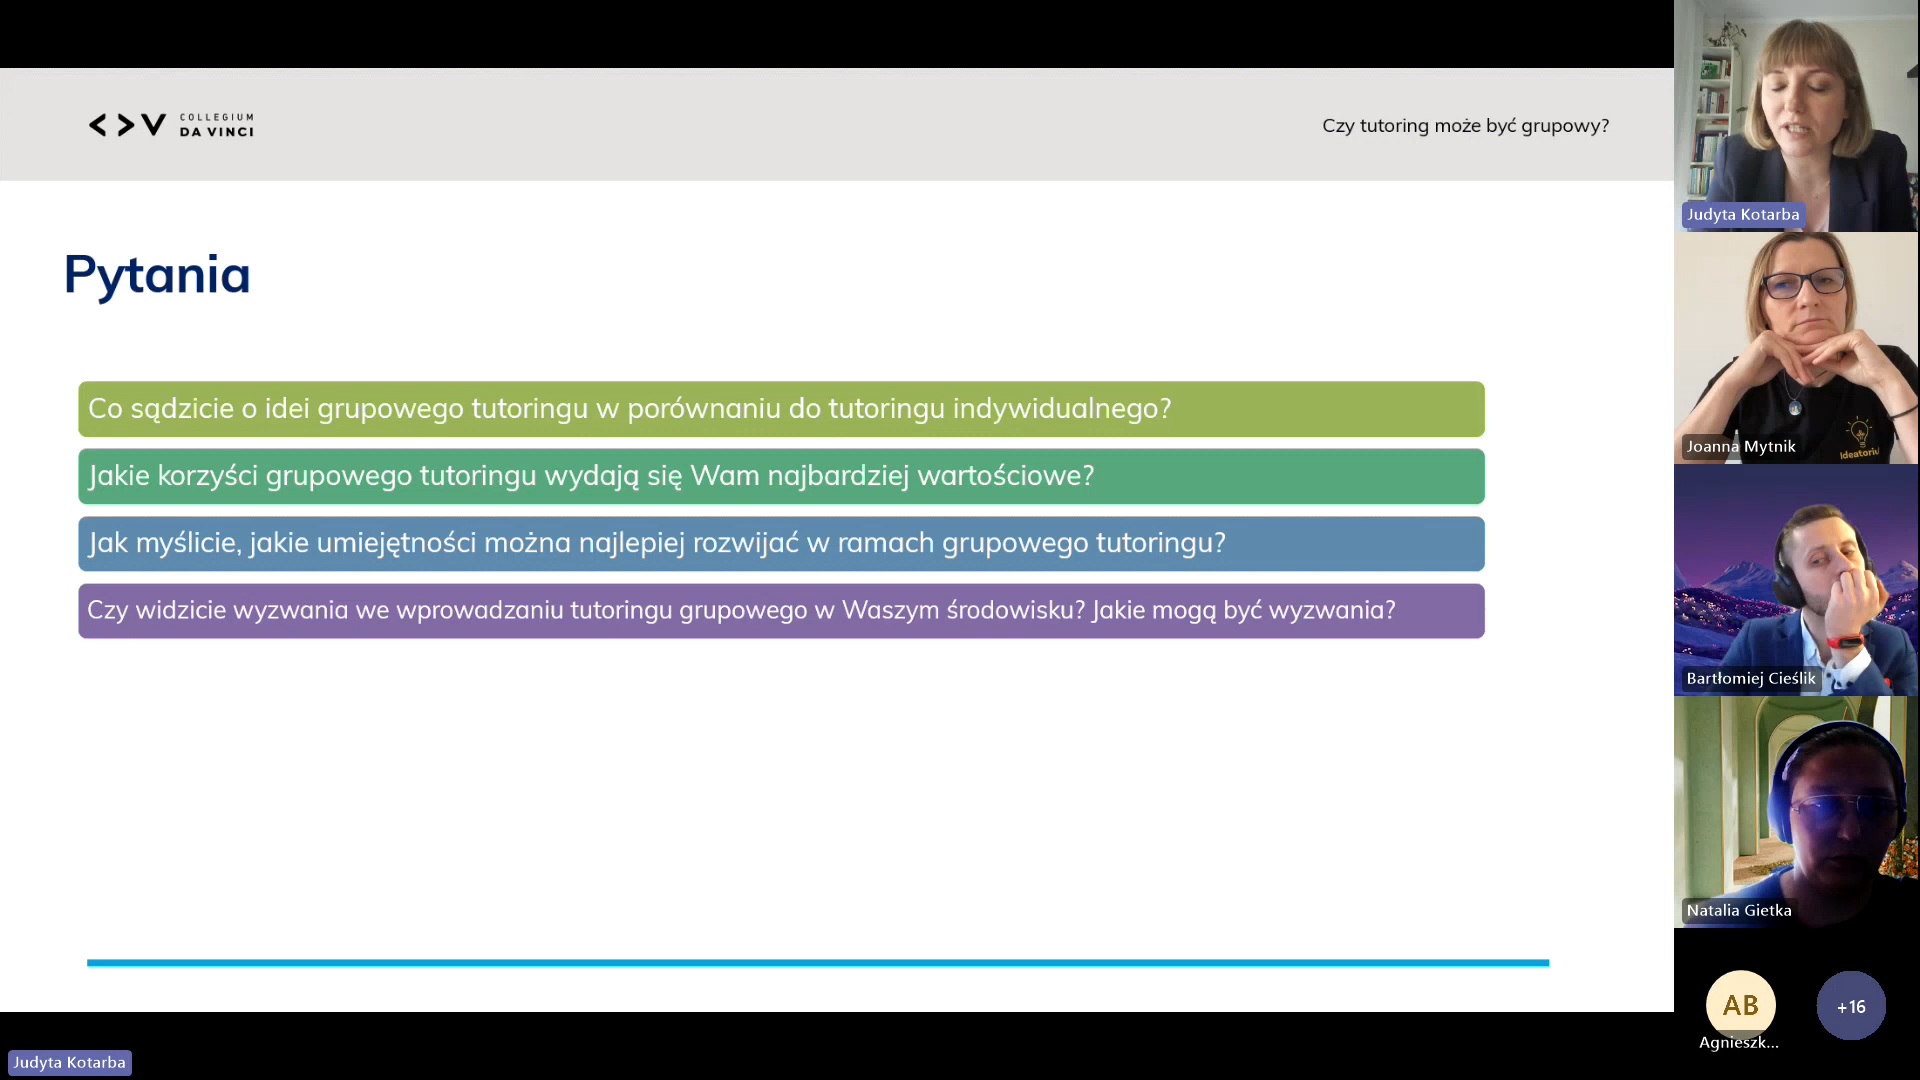 COLLEGIUM
DA VINCI
Czy tutoring może być grupowy?
Pytania
Co sądzicie o idei grupowego tutoringu w porównaniu do tutoringu indywidualnego?
Jakie korzyści grupowego tutoringu wydają się Wam najbardziej wartościowe?
Jak myślicie, jakie umiejętności można najlepiej rozwijać w ramach grupowego tutoringu?
Czy widzicie wyzwania we wprowadzaniu tutoringu grupowego w Waszym środowisku? Jakie mogą być wyzwania?
Judyta Kotarba
Judyta Kotarba
Joanna Mytnik
Bartłomiej Cieślik
Natalia Gietka
AB
Agnieszk...
+16